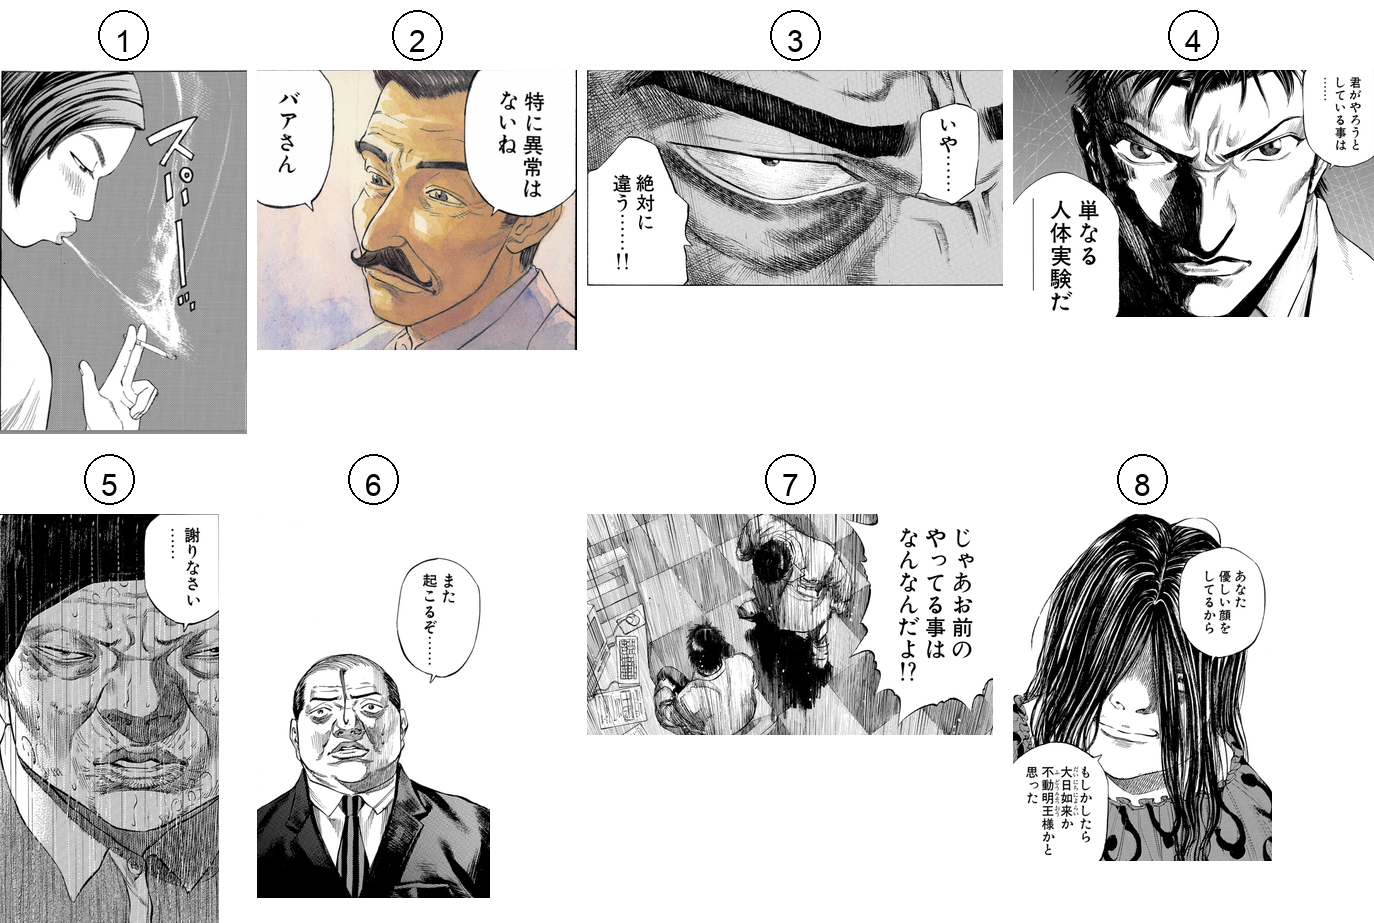 1
スパーッ
2
特に異常は
ないね
バアさん
3
いや……
絶対に
違う……!!
4
君がやろうと
している事は
……
単なる
人体実験だ
5
謝りなさい
……
6
また
起こるぞ……
7
じゃあお前の
やってる事は
なんなんだよ!?
8
あなた
優しい顔を
してるから
もしかしたら
大日如来か
不動明王様かと
思った